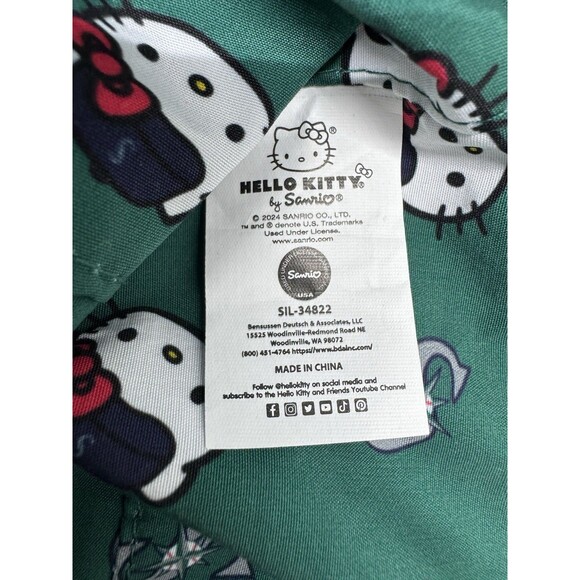 HELLO KITTY®
by Sanrio®
© 2024 SANRIO CO., LTD.
™ and ® denote U.S. Trademarks
Used Under License.
www.sanrio.com
Sanrio
USA
SIL-34822
Bensussen Deutsch & Associates, LLC
15525 Woodinville-Redmond Road NE
Woodinville, WA 98072
(800) 451-4764 https://www.bdainc.com
MADE IN CHINA
Follow @hellokitty on social media and
subscribe to the Hello Kitty and Friends Youtube Channel